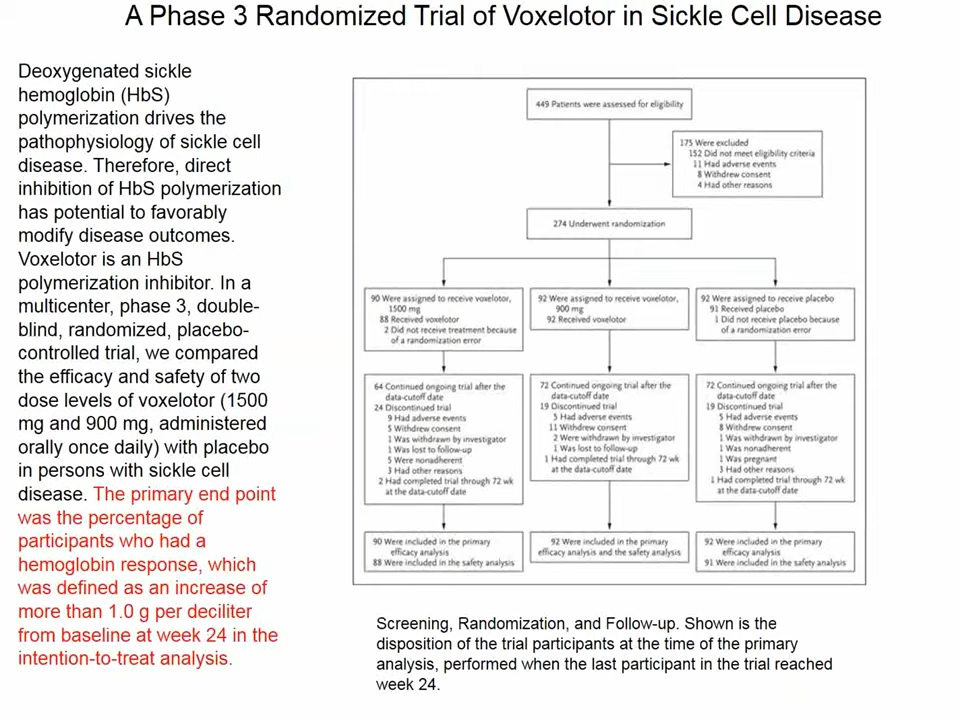 A Phase 3 Randomized Trial of Voxelotor in Sickle Cell Disease
Deoxygenated sickle
hemoglobin (HbS)
polymerization drives the
pathophysiology of sickle cell
disease. Therefore, direct
inhibition of HbS polymerization
has potential to favorably
modify disease outcomes.
Voxelotor is an HbS
polymerization inhibitor. In a
multicenter, phase 3, double-
blind, randomized, placebo-
controlled trial, we compared
the efficacy and safety of two
dose levels of voxelotor (1500
mg and 900 mg, administered
orally once daily) with placebo
in persons with sickle cell
disease. The primary end point
was the percentage of
participants who had a
hemoglobin response, which
was defined as an increase of
more than 1.0 g per deciliter
from baseline at week 24 in the
intention-to-treat analysis.
449 Patients were assessed for eligibility
175 Were excluded
152 Did not meet eligibility criteria
11 Had adverse events
8 Withdrew consent
4 Had other reasons
274 Underwent randomization
90 Were assigned to receive voxelotor,
1500 mg
88 Received voxelotor
2 Did not receive treatment because
of a randomization error
92 Were assigned to receive voxelotor,
900 mg
92 Received voxelotor
92 Were assigned to receive placebo
91 Received placebo
1 Did not receive placebo because
of a randomization error
64 Continued ongoing trial after the
data-cutoff date
24 Discontinued trial
9 Had adverse events
5 Withdrew consent
1 Was withdrawn by investigator
1 Was lost to follow-up
5 Were nonadherent
3 Had other reasons
2 Had completed trial through 72 wk
at the data-cutoff date
72 Continued ongoing trial after the
data-cutoff date
19 Discontinued trial
5 Had adverse events
11 Withdrew consent
2 Were withdrawn by investigator
1 Was lost to follow-up
1 Had completed trial through 72 wk
at the data-cutoff date
72 Continued ongoing trial after the
data-cutoff date
19 Discontinued trial
5 Had adverse events
8 Withdrew consent
1 Was withdrawn by investigator
1 Was nonadherent
1 Was pregnant
3 Had other reasons
1 Had completed trial through 72 wk
at the data-cutoff date
90 Were included in the primary
efficacy analysis
88 Were included in the safety analysis
92 Were included in the primary
efficacy analysis and the safety analysis
92 Were included in the primary
efficacy analysis
91 Were included in the safety analysis
Screening, Randomization, and Follow-up. Shown is the
disposition of the trial participants at the time of the primary
analysis, performed when the last participant in the trial reached
week 24.